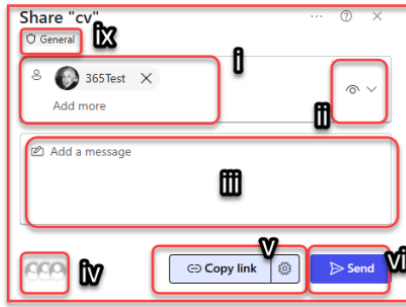 Share "cv"
General
ix
i
365Test
Add more
ii
Add a message
iii
iv
v
Copy link
Send
vi